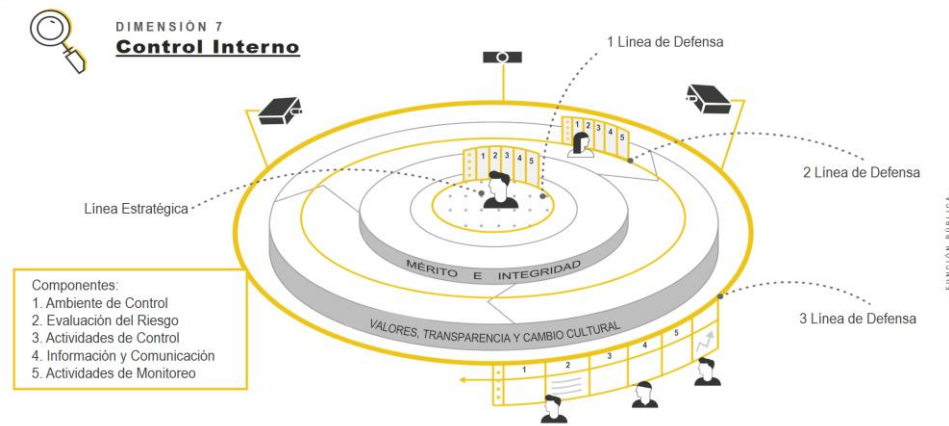 DIMENSIÓN 7
Control Interno
1 Línea de Defensa
2 Línea de Defensa
3 Línea de Defensa
Línea Estratégica
1 2 3 4 5
1 2 3 4 5
MÉRITO E INTEGRIDAD
VALORES, TRANSPARENCIA Y CAMBIO CULTURAL
1 2 3 4 5
Componentes:
1. Ambiente de Control
2. Evaluación del Riesgo
3. Actividades de Control
4. Información y Comunicación
5. Actividades de Monitoreo
FUNCIÓN PÚBLICA